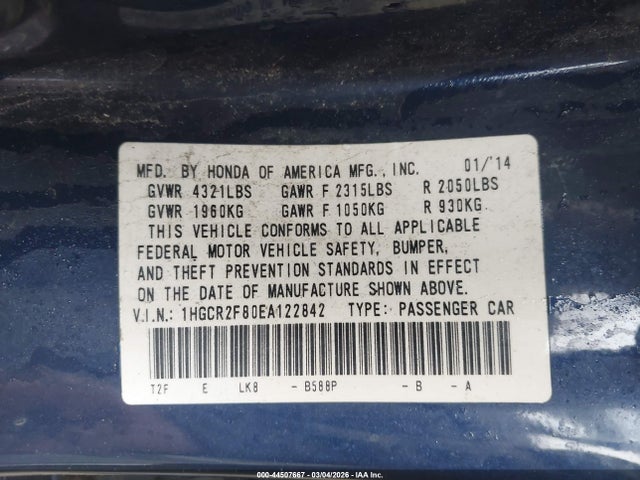 MFD. BY HONDA OF AMERICA MFG., INC. 01/'14
GVWR 4321LBS GAWR F 2315LBS R 2050LBS
GVWR 1960KG GAWR F 1050KG R 930KG
THIS VEHICLE CONFORMS TO ALL APPLICABLE
FEDERAL MOTOR VEHICLE SAFETY, BUMPER,
AND THEFT PREVENTION STANDARDS IN EFFECT
ON THE DATE OF MANUFACTURE SHOWN ABOVE.
V.I.N.: 1HGCR2F80EA122842 TYPE: PASSENGER CAR
T2F E LK8 - B588P - B - A
000-44507667 - 03/04/2026 - IAA Inc.